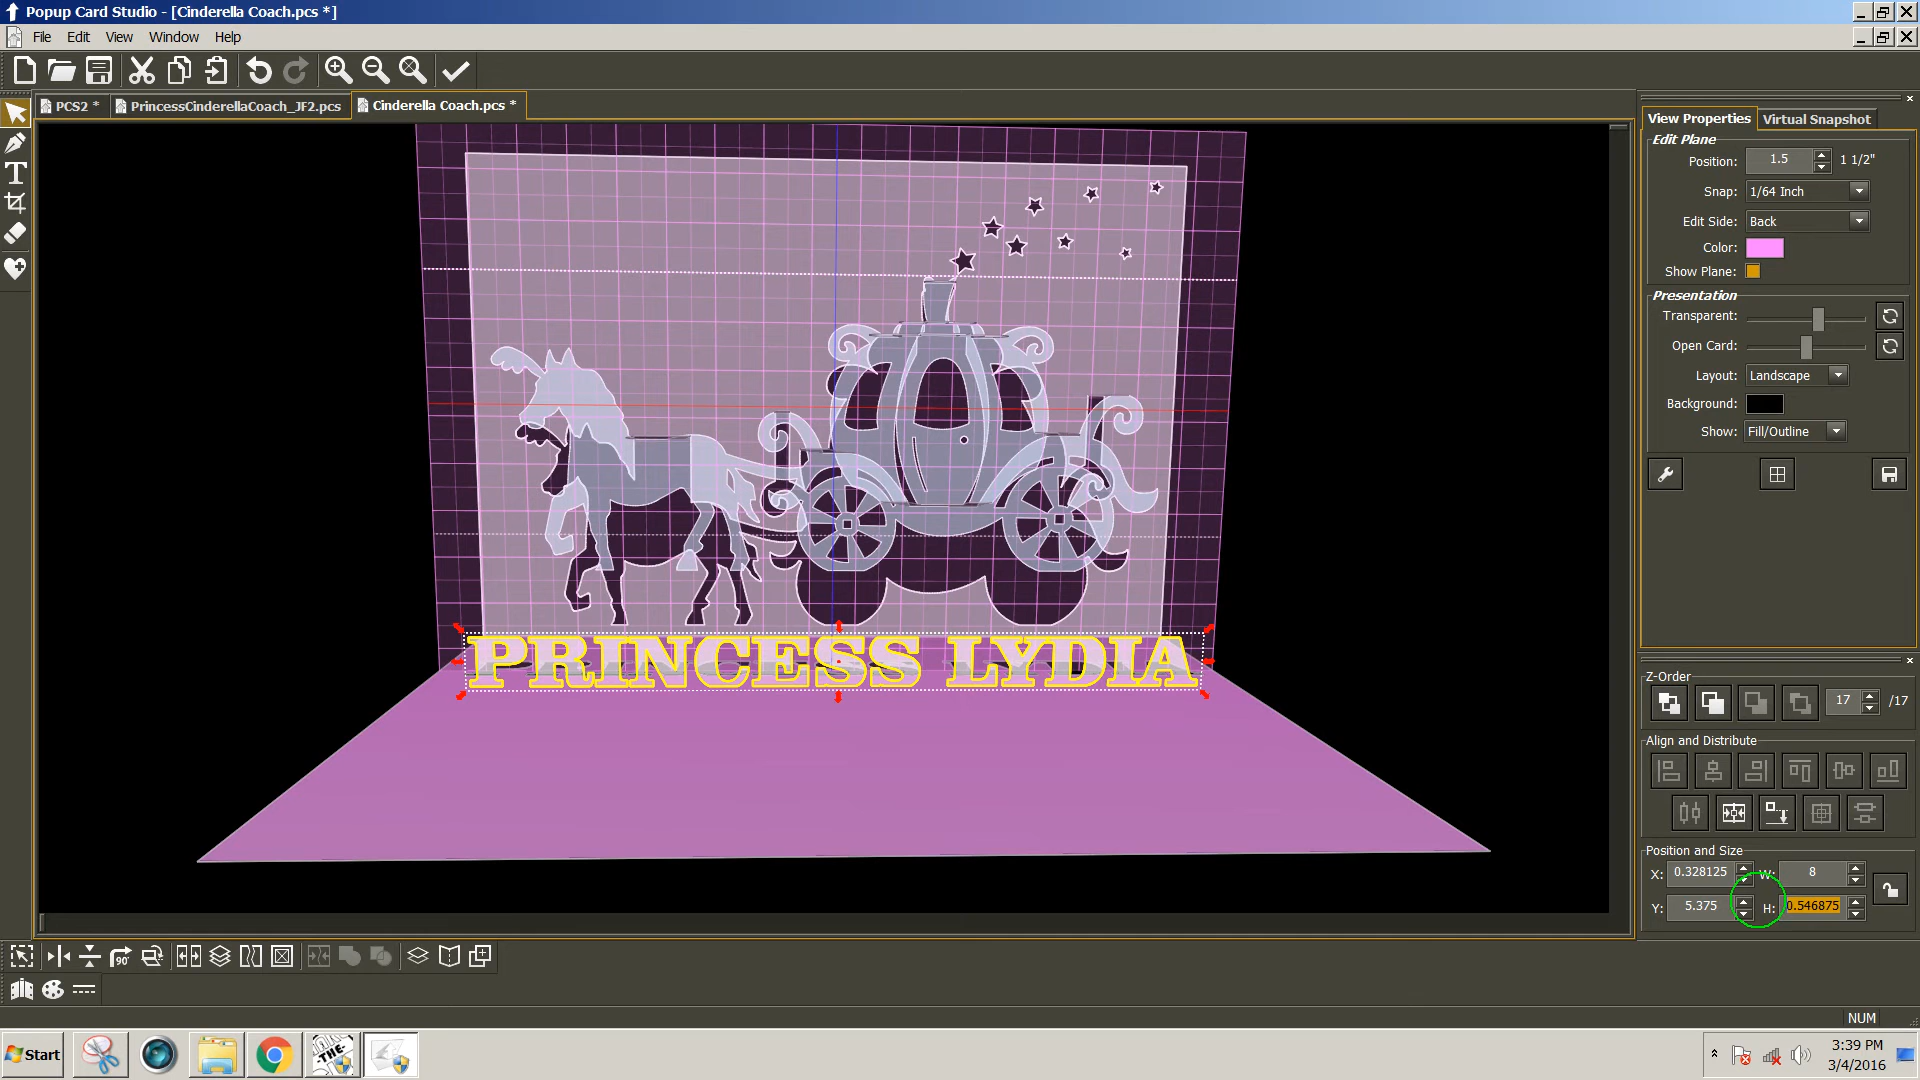 Popup Card Studio - [Cinderella Coach.pcs *]
File Edit View Window Help
PCS2 * PrincessCinderellaCoach_JF2.pcs Cinderella Coach.pcs *
View Properties Virtual Snapshot
Edit Plane
Position: 1.5 1 1/2"
Snap: 1/64 Inch
Edit Side: Back
Color:
Show Plane:
Presentation
Transparent:
Open Card:
Layout: Landscape
Background:
Show: Fill/Outline
PRINCESS LYDIA
Z-Order
17 /17
Align and Distribute
Position and Size
X: 0.328125 W: 8
Y: 5.375 H: 0.546875
90°
NUM
Start
-THE-
3:39 PM
3/4/2016